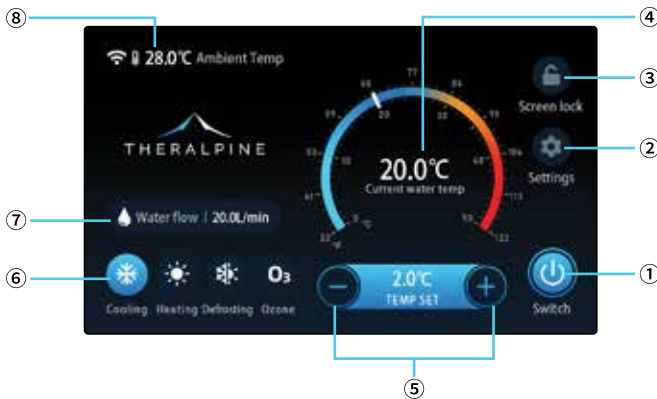 ⑧
④
28.0℃ Ambient Temp
③
Screen lock
THERALPINE
20.0℃
Current water temp
②
Settings
⑦
Water flow | 20.0L/min
①
Switch
⑥
O₃
Cooling Heating Defrosting Ozone
2.0℃
TEMP SET
⑤